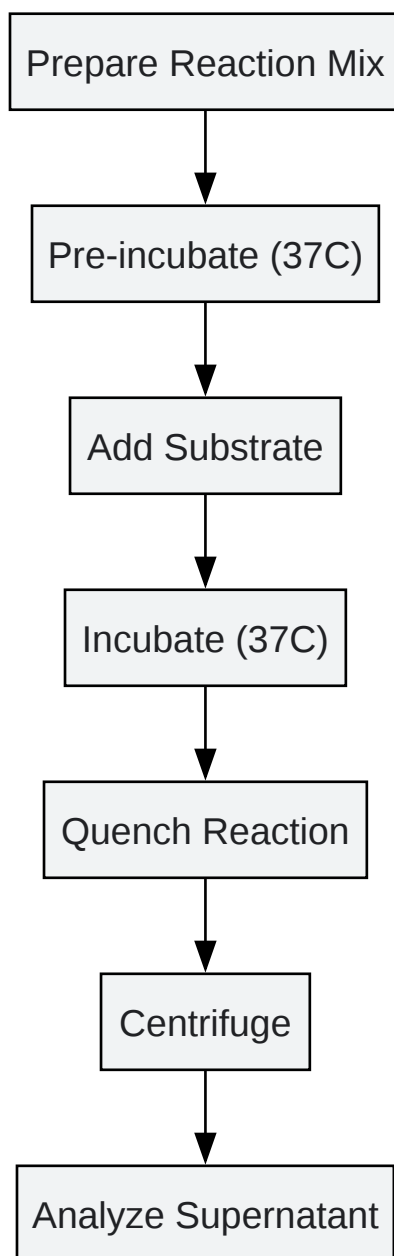 Prepare Reaction Mix
Pre-incubate (37C)
Add Substrate
Incubate (37C)
Quench Reaction
Centrifuge
Analyze Supernatant